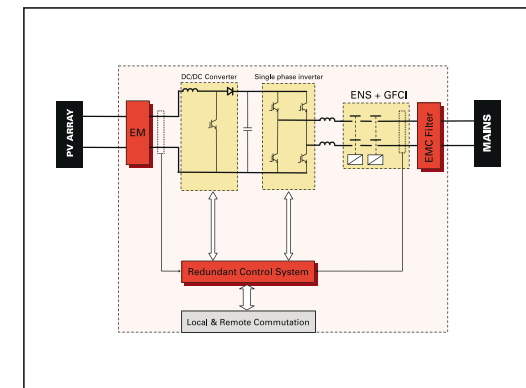 DC/DC Converter
Single phase inverter
ENS + GFCI
PV ARRAY
EM
EMC Filter
MAINS
Redundant Control System
Local & Remote Commutation